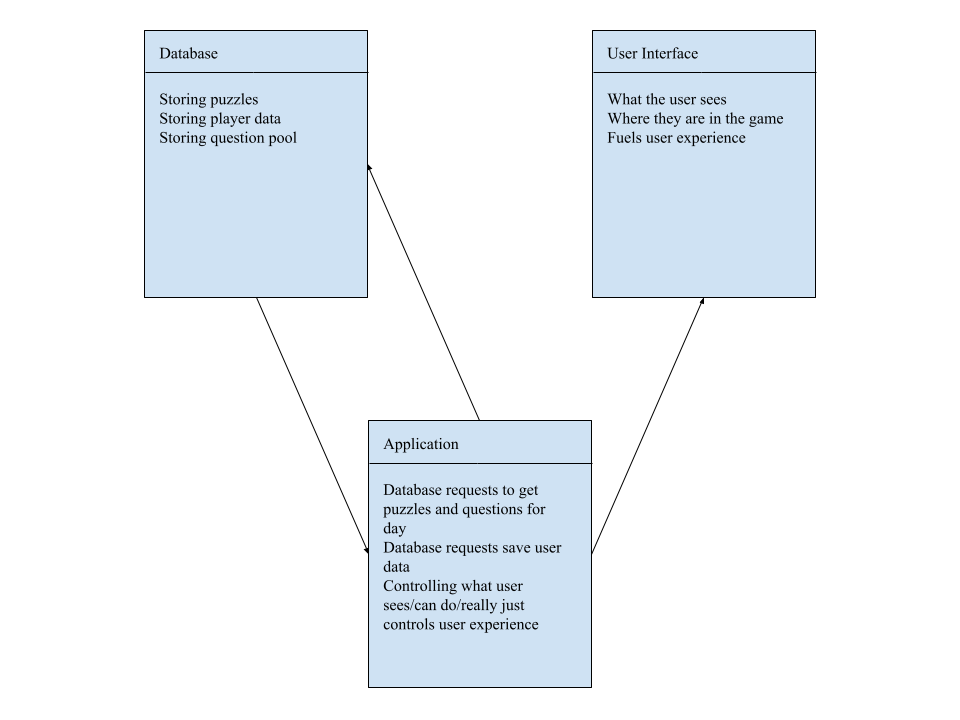 Database
Storing puzzles
Storing player data
Storing question pool
User Interface
What the user sees
Where they are in the game
Fuels user experience
Application
Database requests to get
puzzles and questions for
day
Database requests save user
data
Controlling what user
sees/can do/really just
controls user experience